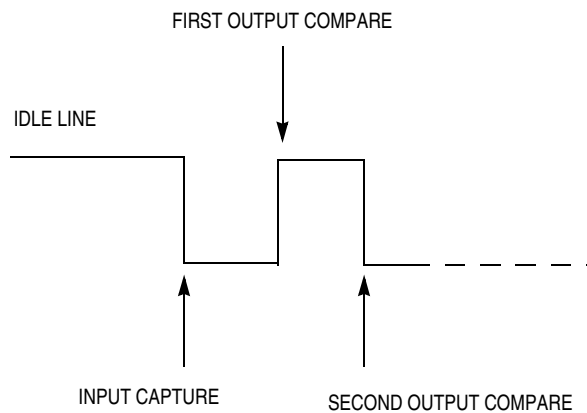 FIRST OUTPUT COMPARE
IDLE LINE
INPUT CAPTURE
SECOND OUTPUT COMPARE